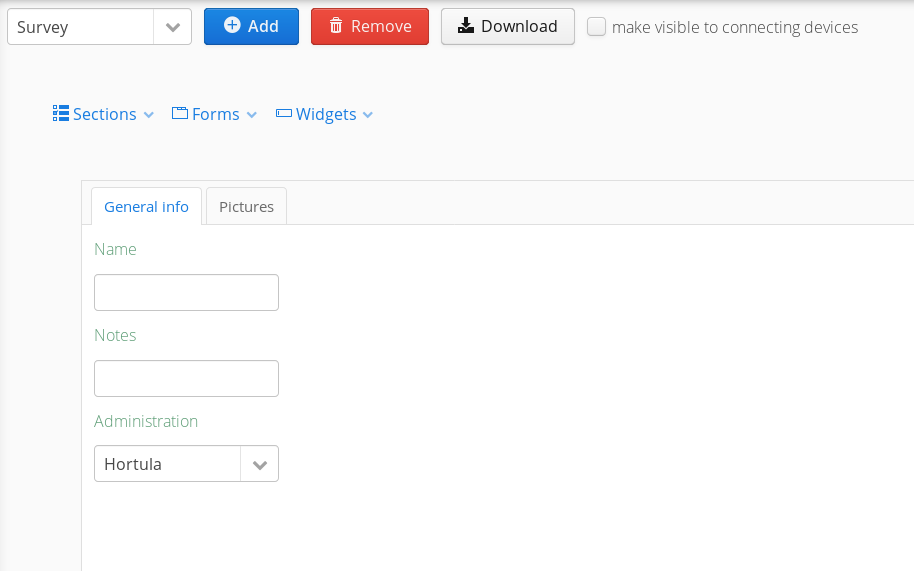 Survey Add Remove Download make visible to connecting devices
Sections Forms Widgets
General info Pictures
Name
Notes
Administration
Hortula